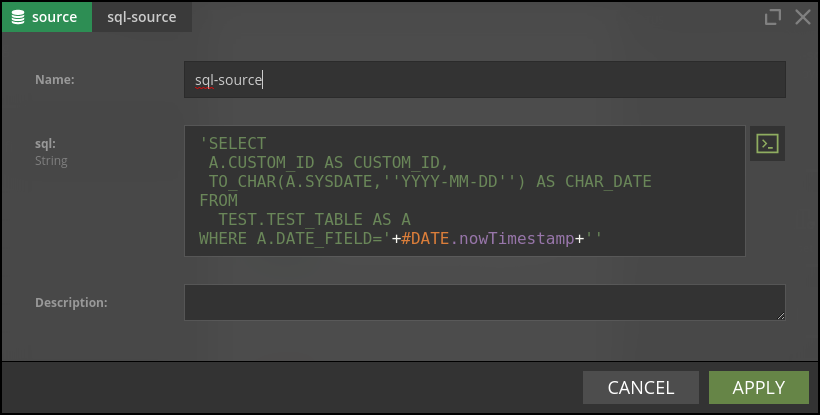 source sql-source
Name: sql-source
sql:
String
'SELECT
A.CUSTOM_ID AS CUSTOM_ID,
TO_CHAR(A.SYSDATE,''YYYY-MM-DD'') AS CHAR_DATE
FROM
TEST.TEST_TABLE AS A
WHERE A.DATE_FIELD='+#DATE.nowTimestamp+''
Description:
CANCEL APPLY